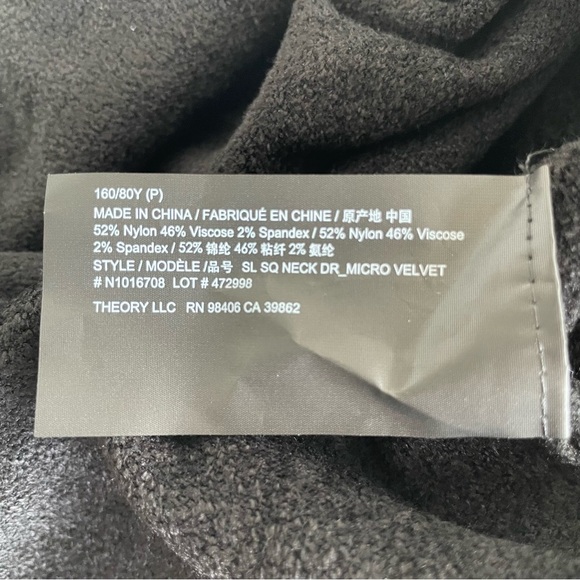 160/80Y (P)
MADE IN CHINA / FABRIQUÉ EN CHINE / 原产地 中国
52% Nylon 46% Viscose 2% Spandex / 52% Nylon 46% Viscose
2% Spandex / 52% 锦纶 46% 粘纤 2% 氨纶
STYLE / MODÈLE /品号 SL SQ NECK DR_MICRO VELVET
# N1016708 LOT # 472998
THEORY LLC RN 98406 CA 39862